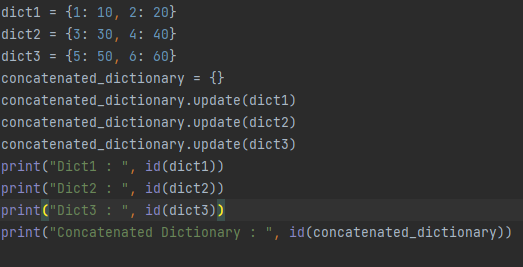 dict1 = {1: 10, 2: 20}
dict2 = {3: 30, 4: 40}
dict3 = {5: 50, 6: 60}
concatenated_dictionary = {}
concatenated_dictionary.update(dict1)
concatenated_dictionary.update(dict2)
concatenated_dictionary.update(dict3)
print("Dict1 : ", id(dict1))
print("Dict2 : ", id(dict2))
print("Dict3 : ", id(dict3))
print("Concatenated Dictionary : ", id(concatenated_dictionary))